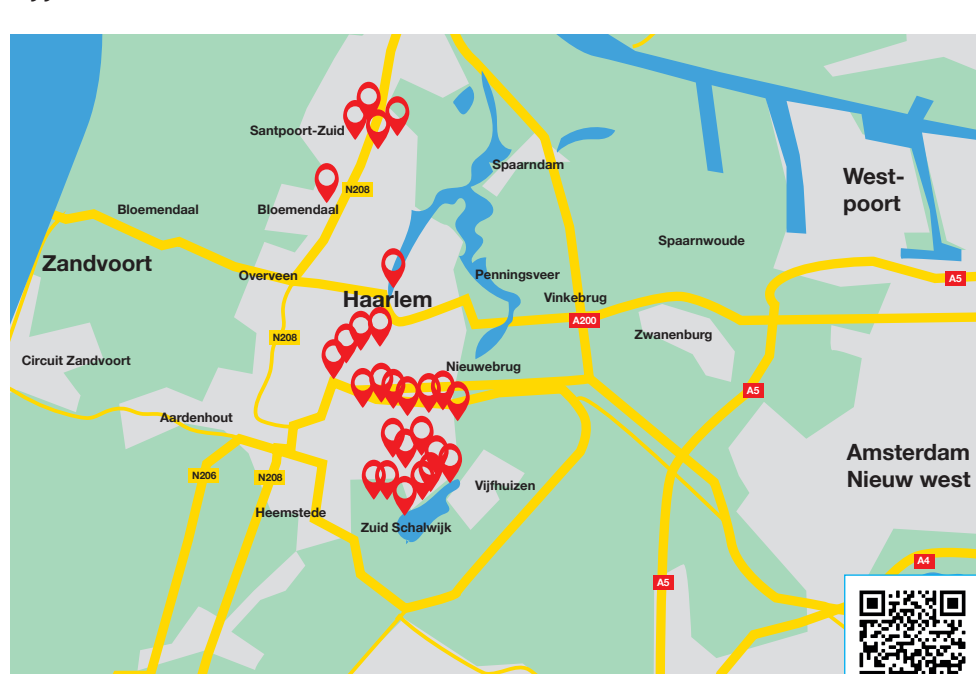 Santpoort-Zuid
Spaarndam
West-
poort
N208
Bloemendaal
Bloemendaal
Spaarnwoude
Zandvoort
Overveen
Penningsveer
A5
Haarlem
Vinkebrug
A200
Zwanenburg
N208
Circuit Zandvoort
Nieuwebrug
A5
Aardenhout
Amsterdam
Nieuw west
N206
N208
Vijfhuizen
Heemstede
Zuid Schalwijk
A4
A5